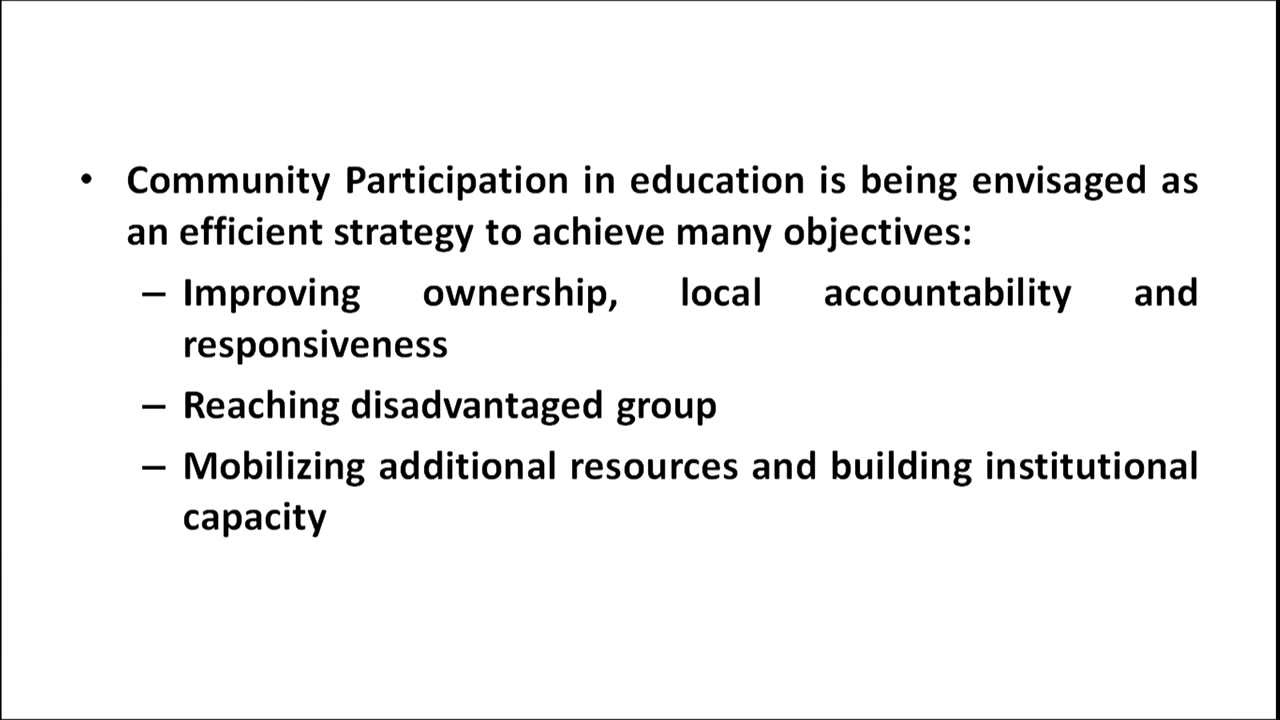 • Community Participation in education is being envisaged as
an efficient strategy to achieve many objectives:
– Improving ownership, local accountability and
responsiveness
– Reaching disadvantaged group
– Mobilizing additional resources and building institutional
capacity